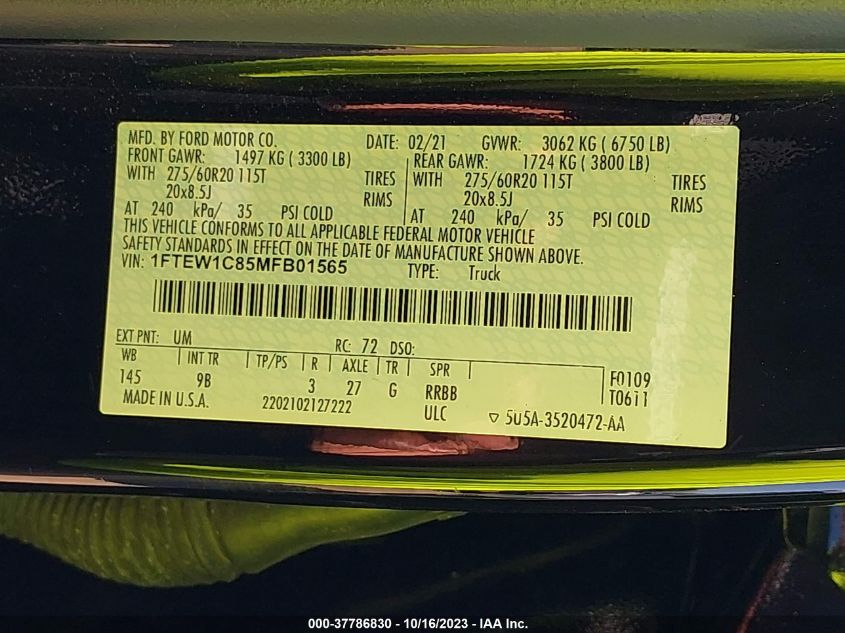 MFD. BY FORD MOTOR CO. DATE: 02/21 GVWR: 3062 KG ( 6750 LB)
FRONT GAWR: 1497 KG ( 3300 LB) REAR GAWR: 1724 KG ( 3800 LB)
WITH 275/60R20 115T TIRES WITH 275/60R20 115T TIRES
20x8.5J RIMS 20x8.5J RIMS
AT 240 kPa/ 35 PSI COLD AT 240 kPa/ 35 PSI COLD
THIS VEHICLE CONFORMS TO ALL APPLICABLE FEDERAL MOTOR VEHICLE
SAFETY STANDARDS IN EFFECT ON THE DATE OF MANUFACTURE SHOWN ABOVE.
VIN: 1FTEW1C85MFB01565 TYPE: Truck
EXT PNT: UM RC: 72 DSO:
WB INT TR TP/PS R AXLE TR SPR
145 9B 3 27 G RRBB F0109
T0611
MADE IN U.S.A. 2202102127222 ULC 5U5A-3520472-AA
000-37786830 - 10/16/2023 - IAA Inc.